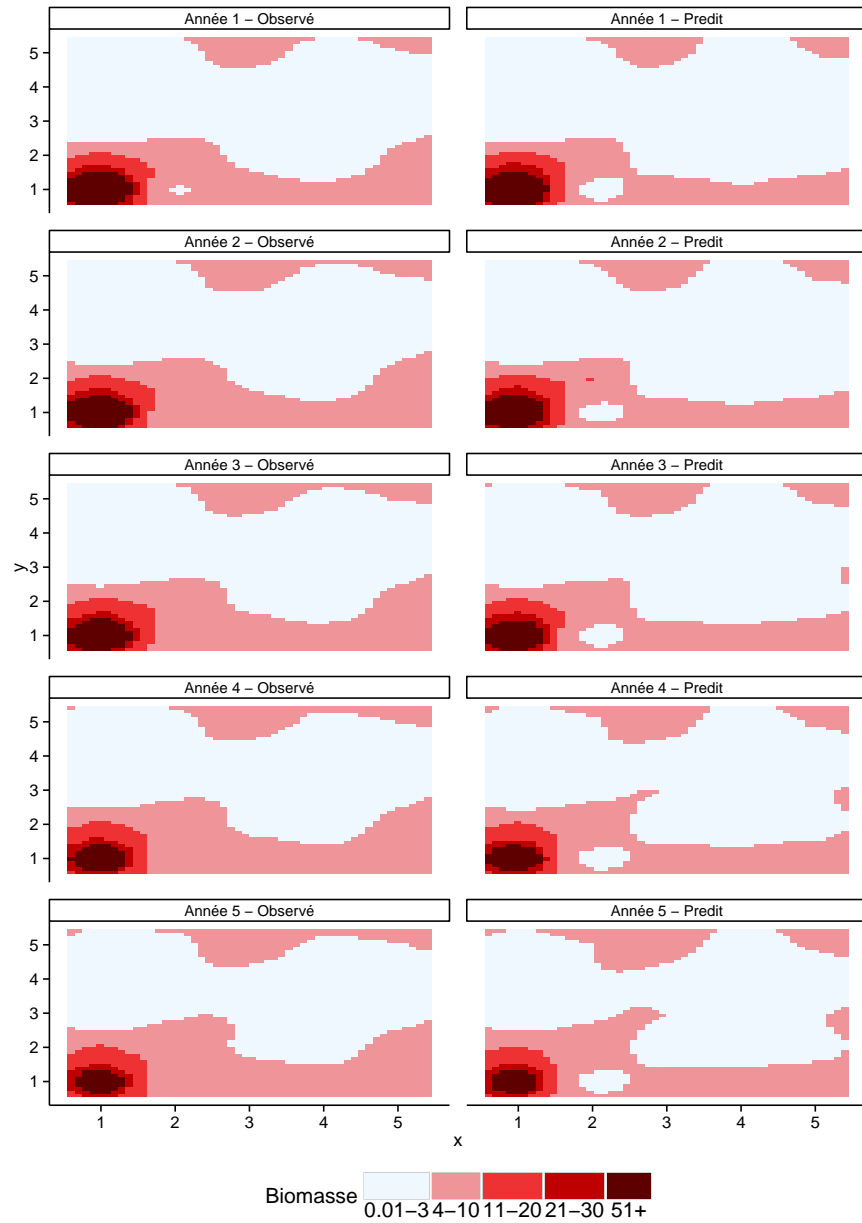 Année 1 − Observé
Année 1 − Predit
5
4
3
2
1
Année 2 − Observé
Année 2 − Predit
5
4
3
2
1
Année 3 − Observé
Année 3 − Predit
5
4
y
3
2
1
Année 4 − Observé
Année 4 − Predit
5
4
3
2
1
Année 5 − Observé
Année 5 − Predit
5
4
3
2
1
1 2 3 4 5 1 2 3 4 5
x
Biomasse
0.01−3 4−10 11−20 21−30 51+